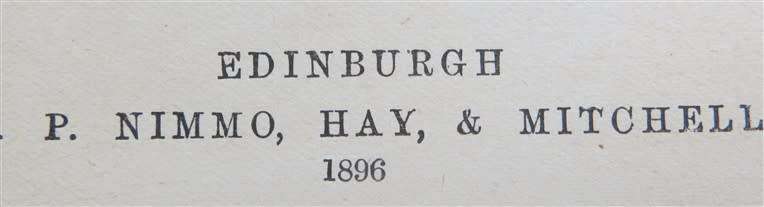 EDINBURGH
. P. NIMMO, HAY, & MITCHELL
1896